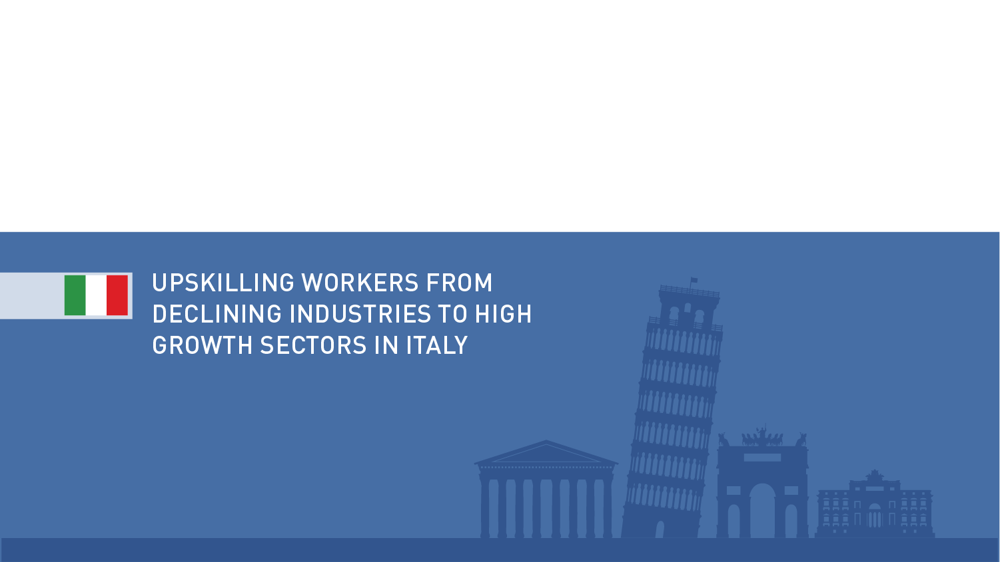 UPSKILLING WORKERS FROM
DECLINING INDUSTRIES TO HIGH
GROWTH SECTORS IN ITALY